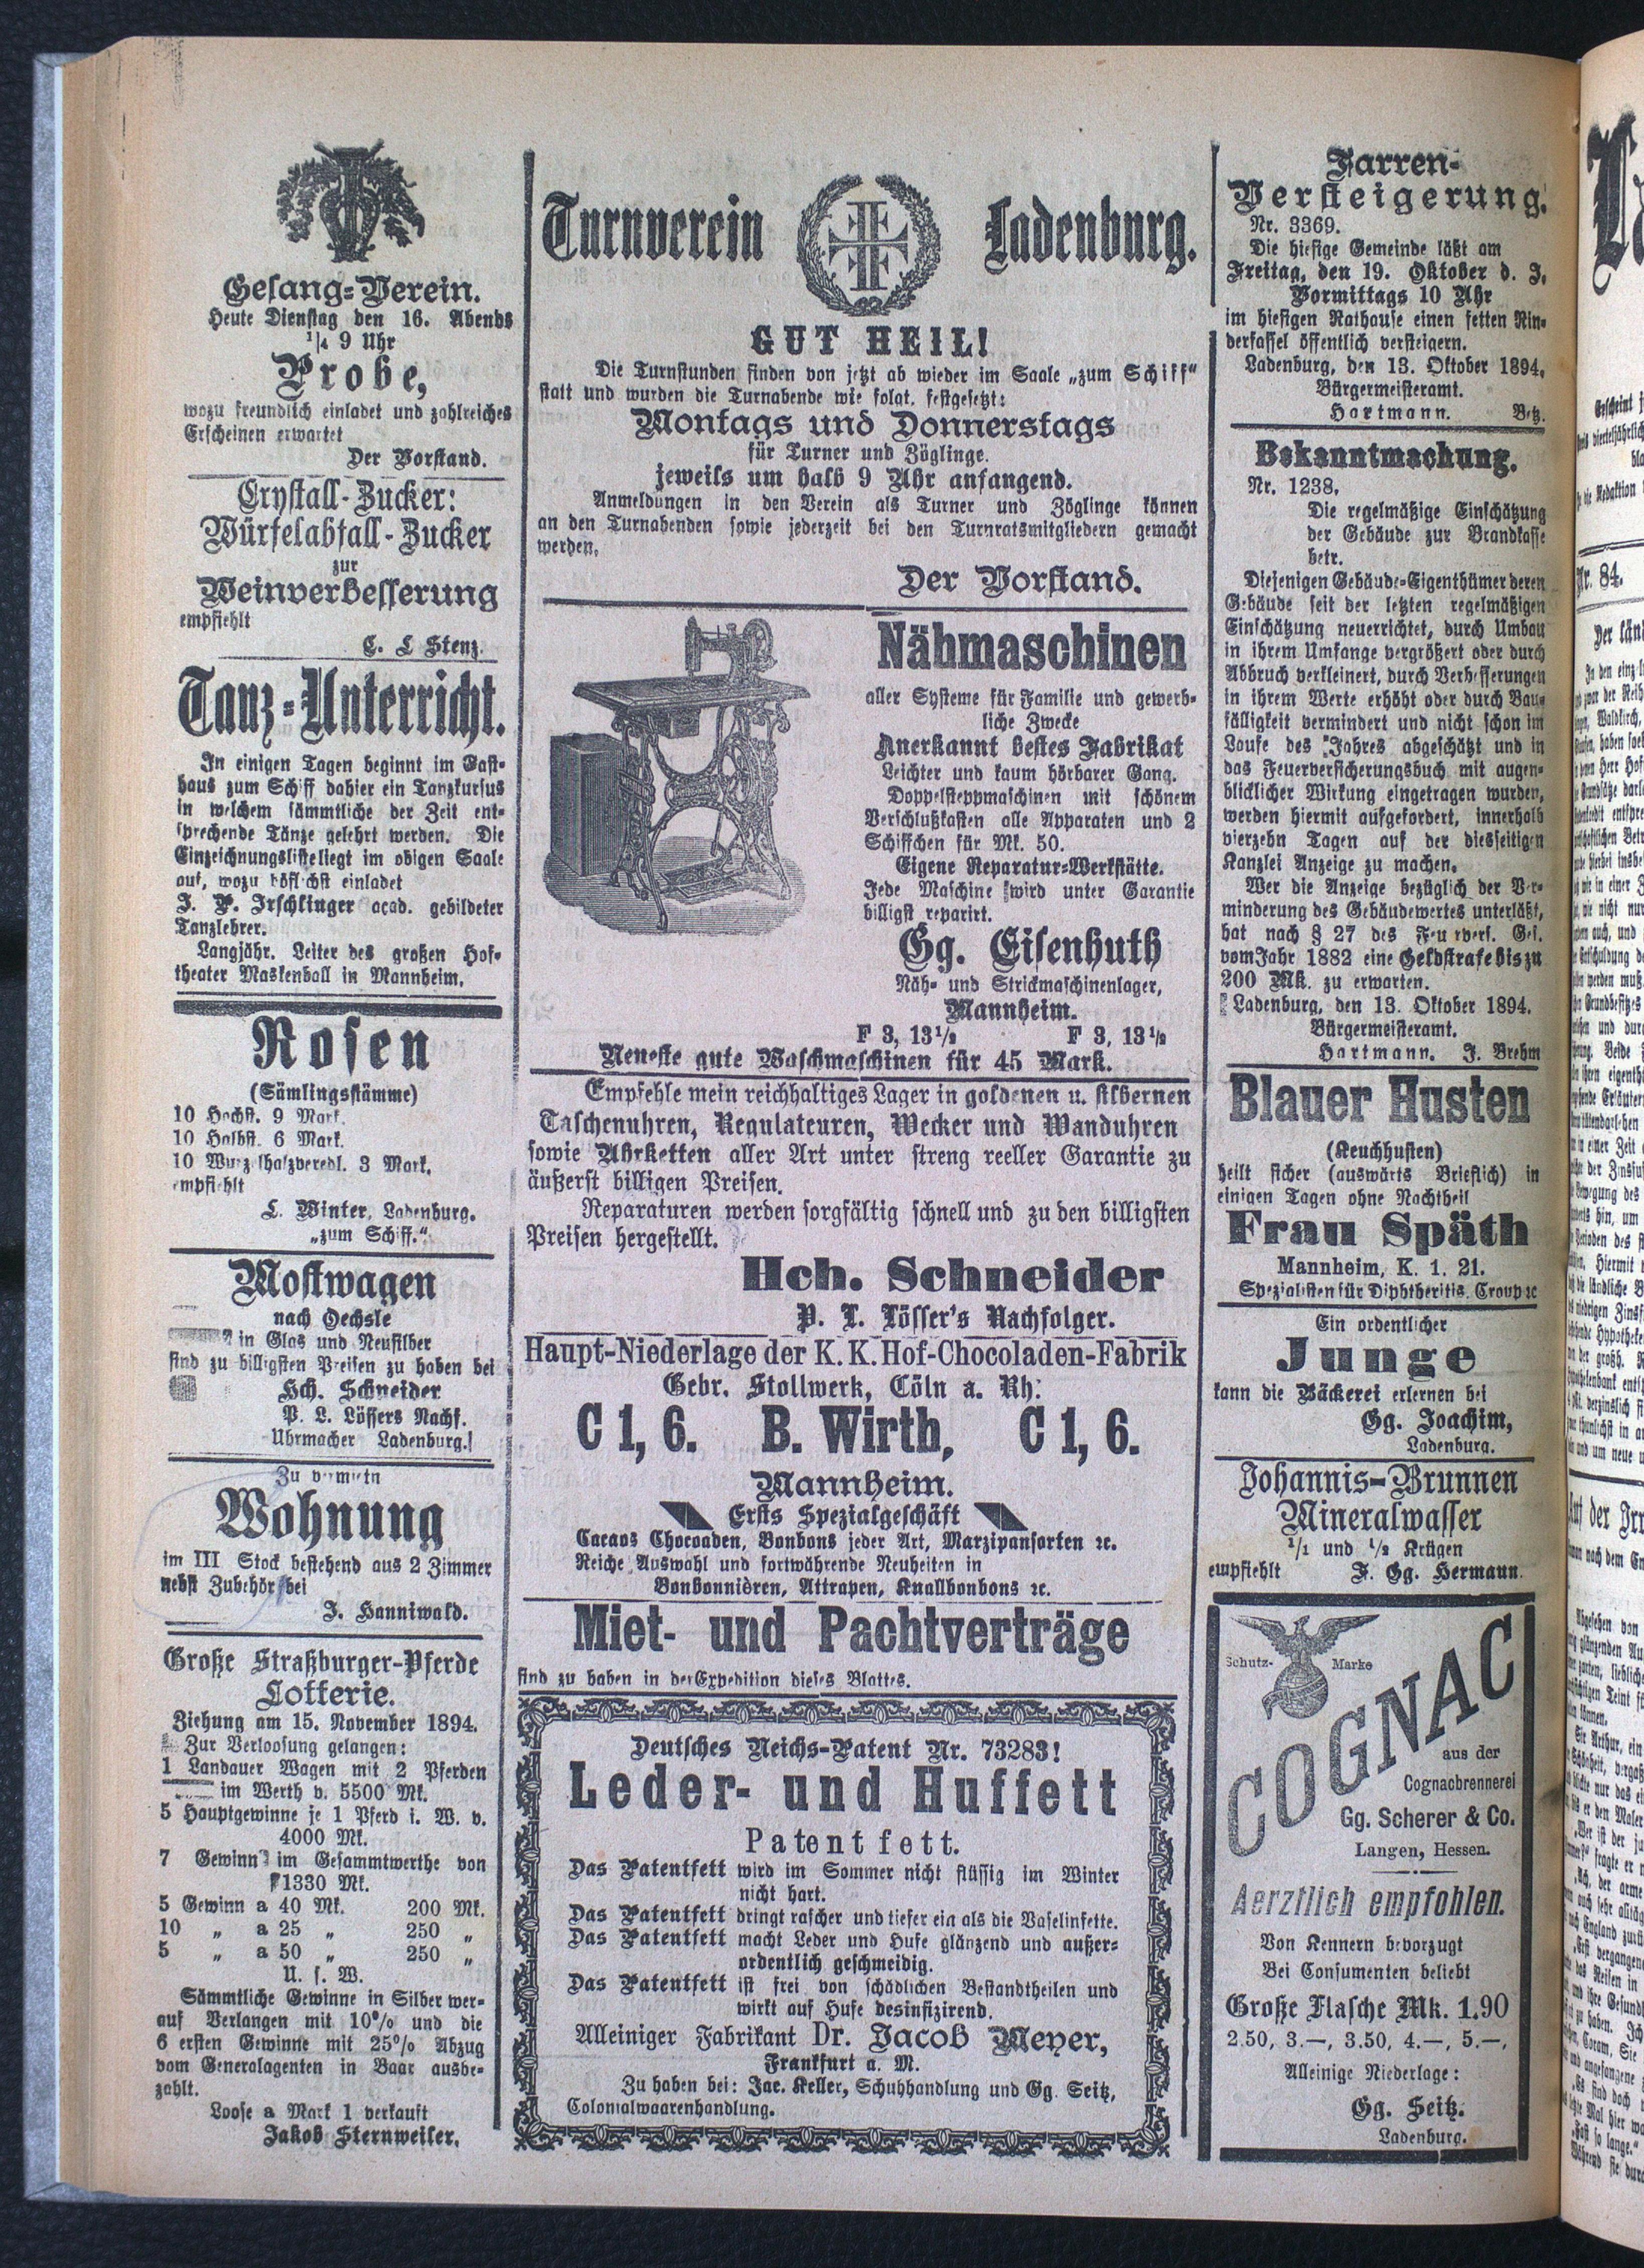 Gesang-Verein.
Heute Dienstag den 16. Abends
1/4 9 Uhr
Probe,
wozu freundlich einladet und zahlreiches
Erscheinen erwartet
Der Vorstand.
Crystall-Zucker:
Würfelabfall-Zucker
zur
Weinverbesserung
empfiehlt
C. L Stenz.
Tanz-Unterricht.
In einigen Tagen beginnt im Gast-
haus zum Schiff dahier ein Tanzkursus
in welchem sämmtliche der Zeit ent-
sprechende Tänze gelehrt werden. Die
Einzeichnungsliste liegt im obigen Saale
auf, wozu höflichst einladet
J. P. Irschlinger acad. gebildeter
Tanzlehrer.
Langjähr. Leiter des großen Hof-
theater Maskenball in Mannheim.
Rosen
(Sämlingsstämme)
10 Hochst. 9 Mark.
10 Halbst. 6 Mark.
10 Wurzelhalsveredl. 3 Mark.
empfiehlt
L. Winter, Ladenburg.
„zum Schiff.“
Mostwagen
nach Oechsle
in Glas und Neusilber
sind zu billigsten Preisen zu haben bei
Hch. Schneider
P. L. Lössers Nachf.
Uhrmacher Ladenburg.
Zu vermieten
Wohnung
im III Stock bestehend aus 2 Zimmer
nebst Zubehör bei
J. Hanniwald.
Große Straßburger-Pferde
Lotterie.
Ziehung am 15. November 1894.
Zur Verloosung gelangen:
1 Landauer Wagen mit 2 Pferden
im Werth v. 5500 Mk.
5 Hauptgewinne je 1 Pferd i. W. v.
4000 Mk.
7 Gewinn im Gesammtwerthe von
1330 Mk.
5 Gewinn a 40 Mk. 200 Mk.
10 „ a 25 „ 250 „
5 „ a 50 „ 250 „
U. s. W.
Sämmtliche Gewinne in Silber wer-
auf Verlangen mit 10% und die
6 ersten Gewinne mit 25% Abzug
vom Generalagenten in Baar ausbe-
zahlt.
Loose a Mark 1 verkauft
Jakob Sternweiler.
Turnverein Ladenburg.
GUT HEIL!
Die Turnstunden finden von jetzt ab wieder im Saale „zum Schiff“
statt und wurden die Turnabende wie folgt. festgesetzt:
Montags und Donnerstags
für Turner und Zöglinge.
jeweils um halb 9 Uhr anfangend.
Anmeldungen in den Verein als Turner und Zöglinge können
an den Turnabenden sowie jederzeit bei den Turnratsmitgliedern gemacht
werden.
Der Vorstand.
Nähmaschinen
aller Systeme für Familie und gewerb-
liche Zwecke
Anerkannt bestes Fabrikat
Leichter und kaum hörbarer Gang.
Doppelsteppmaschinen mit schönem
Verschlußkasten alle Apparaten und 2
Schiffchen für Mk. 50.
Eigene Reparatur-Werkstätte.
Jede Maschine wird unter Garantie
billigst reparirt.
Gg. Eisenhuth
Näh- und Strickmaschinenlager,
Mannheim.
F 3, 13 1/2 F 3, 13 1/2
Neueste gute Waschmaschinen für 45 Mark.
Empfehle mein reichhaltiges Lager in goldenen u. silbernen
Taschenuhren, Regulateuren, Wecker und Wanduhren
sowie Uhrketten aller Art unter streng reeller Garantie zu
äußerst billigen Preisen.
Reparaturen werden sorgfältig schnell und zu den billigsten
Preisen hergestellt.
Hch. Schneider
P. L. Lösser's Nachfolger.
Haupt-Niederlage der K. K. Hof-Chocoladen-Fabrik
Gebr. Stollwerk, Cöln a. Rh:
C 1, 6. B. Wirth, C 1, 6.
Mannheim.
Ersts Spezialgeschäft
Cacaos Chocoaden, Bonbons jeder Art, Marzipansorten ꝛc.
Reiche Auswahl und fortwährende Neuheiten in
Bonbonnièren, Attrapen, Knallbonbons ꝛc.
Miet- und Pachtverträge
sind zu haben in der Expedition dieses Blattes.
Deutsches Reichs-Patent Nr. 73283!
Leder- und Huffett
Patentfett.
Das Patentfett wird im Sommer nicht flüssig im Winter
nicht hart.
Das Patentfett dringt rascher und tiefer ein als die Vaselinfette.
Das Patentfett macht Leder und Hufe glänzend und außer-
ordentlich geschmeidig.
Das Patentfett ist frei von schädlichen Bestandtheilen und
wirkt auf Hufe desinfizirend.
Alleiniger Fabrikant Dr. Jacob Meyer,
Frankfurt a. M.
Zu haben bei: Jac. Keller, Schuhhandlung und Gg. Seitz,
Colonialwaarenhandlung.
Farren-
Versteigerung.
Nr. 3369.
Die hiesige Gemeinde läßt am
Freitag, den 19. Oktober d. J.
Vormittags 10 Uhr
im hiesigen Rathause einen fetten Rin-
derfassel öffentlich versteigern.
Ladenburg, den 13. Oktober 1894.
Bürgermeisteramt.
Hartmann. Betz.
Bekanntmachung.
Nr. 1238.
Die regelmäßige Einschätzung
der Gebäude zur Brandkasse
betr.
Diejenigen Gebäude-Eigenthümer deren
Gebäude seit der letzten regelmäßigen
Einschätzung neuerrichtet, durch Umbau
in ihrem Umfange vergrößert oder durch
Abbruch verkleinert, durch Verbesserungen
in ihrem Werte erhöht oder durch Bau-
fälligkeit vermindert und nicht schon im
Laufe des Jahres abgeschätzt und in
das Feuerversicherungsbuch mit augen-
blicklicher Wirkung eingetragen wurden,
werden hiermit aufgefordert, innerhalb
vierzehn Tagen auf der diesseitigen
Kanzlei Anzeige zu machen.
Wer die Anzeige bezüglich der Ver-
minderung des Gebäudewertes unterläßt,
hat nach § 27 des Feuervers. Ges.
vom Jahr 1882 eine Geldstrafe bis zu
200 Mk. zu erwarten.
Ladenburg, den 13. Oktober 1894.
Bürgermeisteramt.
Hartmann. J. Brehm
Blauer Husten
(Keuchhusten)
heilt sicher (auswärts Brieflich) in
einigen Tagen ohne Nachtheil
Frau Späth
Mannheim, K. 1. 21.
Spezialisten für Diphtheritis. Croup ꝛc
Ein ordentlicher
Junge
kann die Bäckerei erlernen bei
Gg. Joachim,
Ladenburg.
Johannis-Brunnen
Mineralwasser
1/1 und 1/2 Krügen
empfiehlt F. Gg. Hermann.
Schutz-Marke
COGNAC
aus der
Cognacbrennerei
Gg. Scherer & Co.
Langen, Hessen.
Aerztlich empfohlen.
Von Kennern bevorzugt
Bei Consumenten beliebt
Große Flasche Mk. 1.90
2.50, 3.—, 3.50, 4.—, 5.—,
Alleinige Niederlage:
Gg. Seitz.
Ladenburg.
Nr. 84.